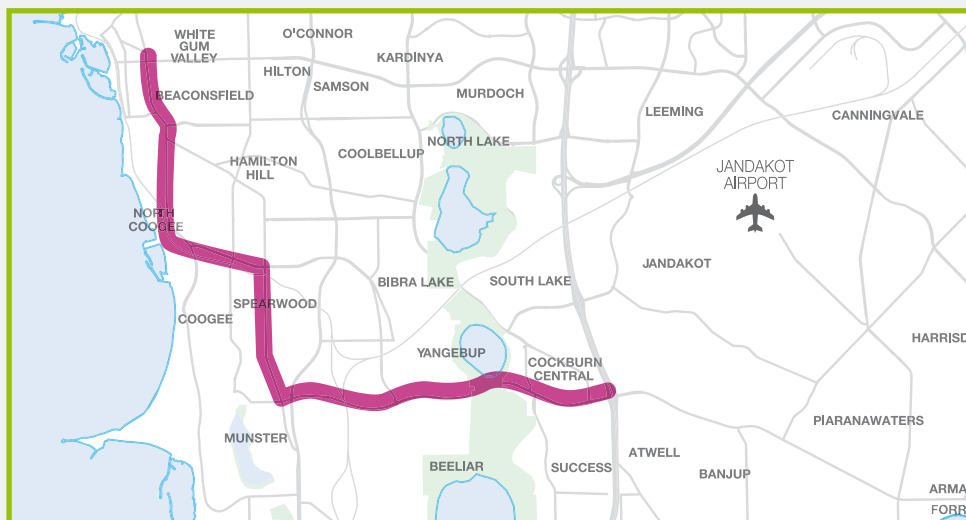 WHITE
GUM
VALLEY
O'CONNOR
KARDINYA
HILTON
SAMSON
BEACONSFIELD
MURDOCH
LEEMING
CANNINGVALE
NORTH LAKE
COOLBELLUP
HAMILTON
HILL
JANDAKOT
AIRPORT
NORTH
COOGEE
JANDAKOT
BIBRA LAKE
SOUTH LAKE
SPEARWOOD
COOGEE
HARRISD
YANGEBUP
COCKBURN
CENTRAL
PIARANAWATERS
MUNSTER
ATWELL
BEELIAR
SUCCESS
BANJUP
ARMA
FORR